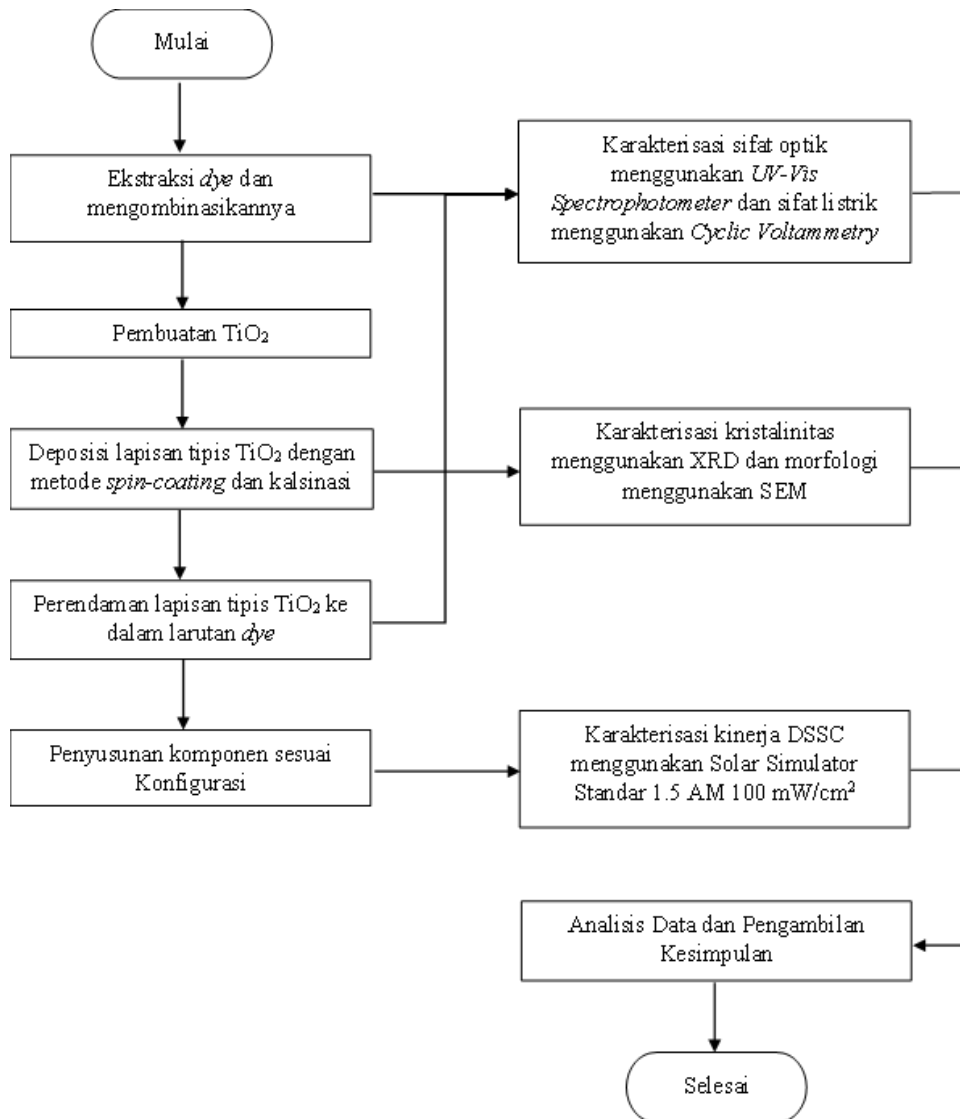 Mulai
Ekstraksi dye dan
mengombinasikannya
Karakterisasi sifat optik
menggunakan UV-Vis
Spectrophotometer dan sifat listrik
menggunakan Cyclic Voltammetry
Pembuatan TiO₂
Deposisi lapisan tipis TiO₂ dengan
metode spin-coating dan kalsinasi
Karakterisasi kristalinitas
menggunakan XRD dan morfologi
menggunakan SEM
Perendaman lapisan tipis TiO₂ ke
dalam larutan dye
Penyusunan komponen sesuai
Konfigurasi
Karakterisasi kinerja DSSC
menggunakan Solar Simulator
Standar 1.5 AM 100 mW/cm²
Analisis Data dan Pengambilan
Kesimpulan
Selesai